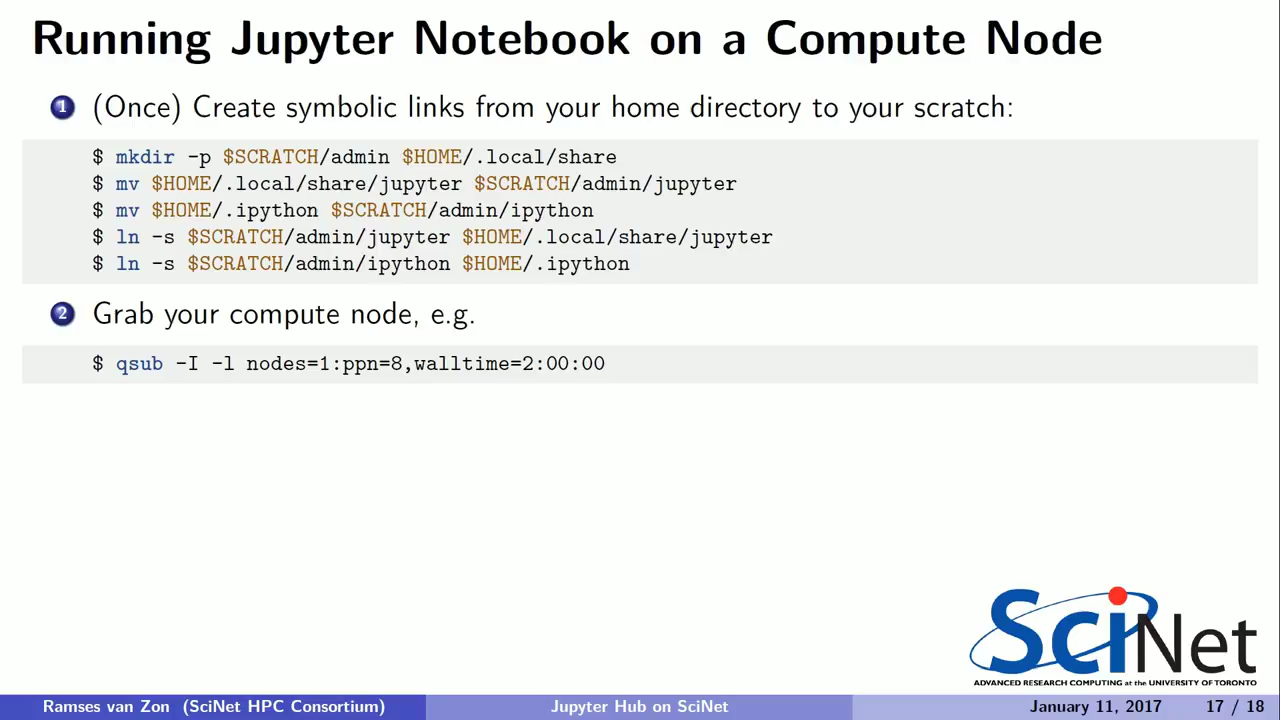 Running Jupyter Notebook on a Compute Node
1 (Once) Create symbolic links from your home directory to your scratch:
$ mkdir -p $SCRATCH/admin $HOME/.local/share
$ mv $HOME/.local/share/jupyter $SCRATCH/admin/jupyter
$ mv $HOME/.ipython $SCRATCH/admin/ipython
$ ln -s $SCRATCH/admin/jupyter $HOME/.local/share/jupyter
$ ln -s $SCRATCH/admin/ipython $HOME/.ipython
2 Grab your compute node, e.g.
$ qsub -I -l nodes=1:ppn=8,walltime=2:00:00
SciNet
ADVANCED RESEARCH COMPUTING at the UNIVERSITY OF TORONTO
Ramses van Zon (SciNet HPC Consortium) Jupyter Hub on SciNet January 11, 2017 17 / 18